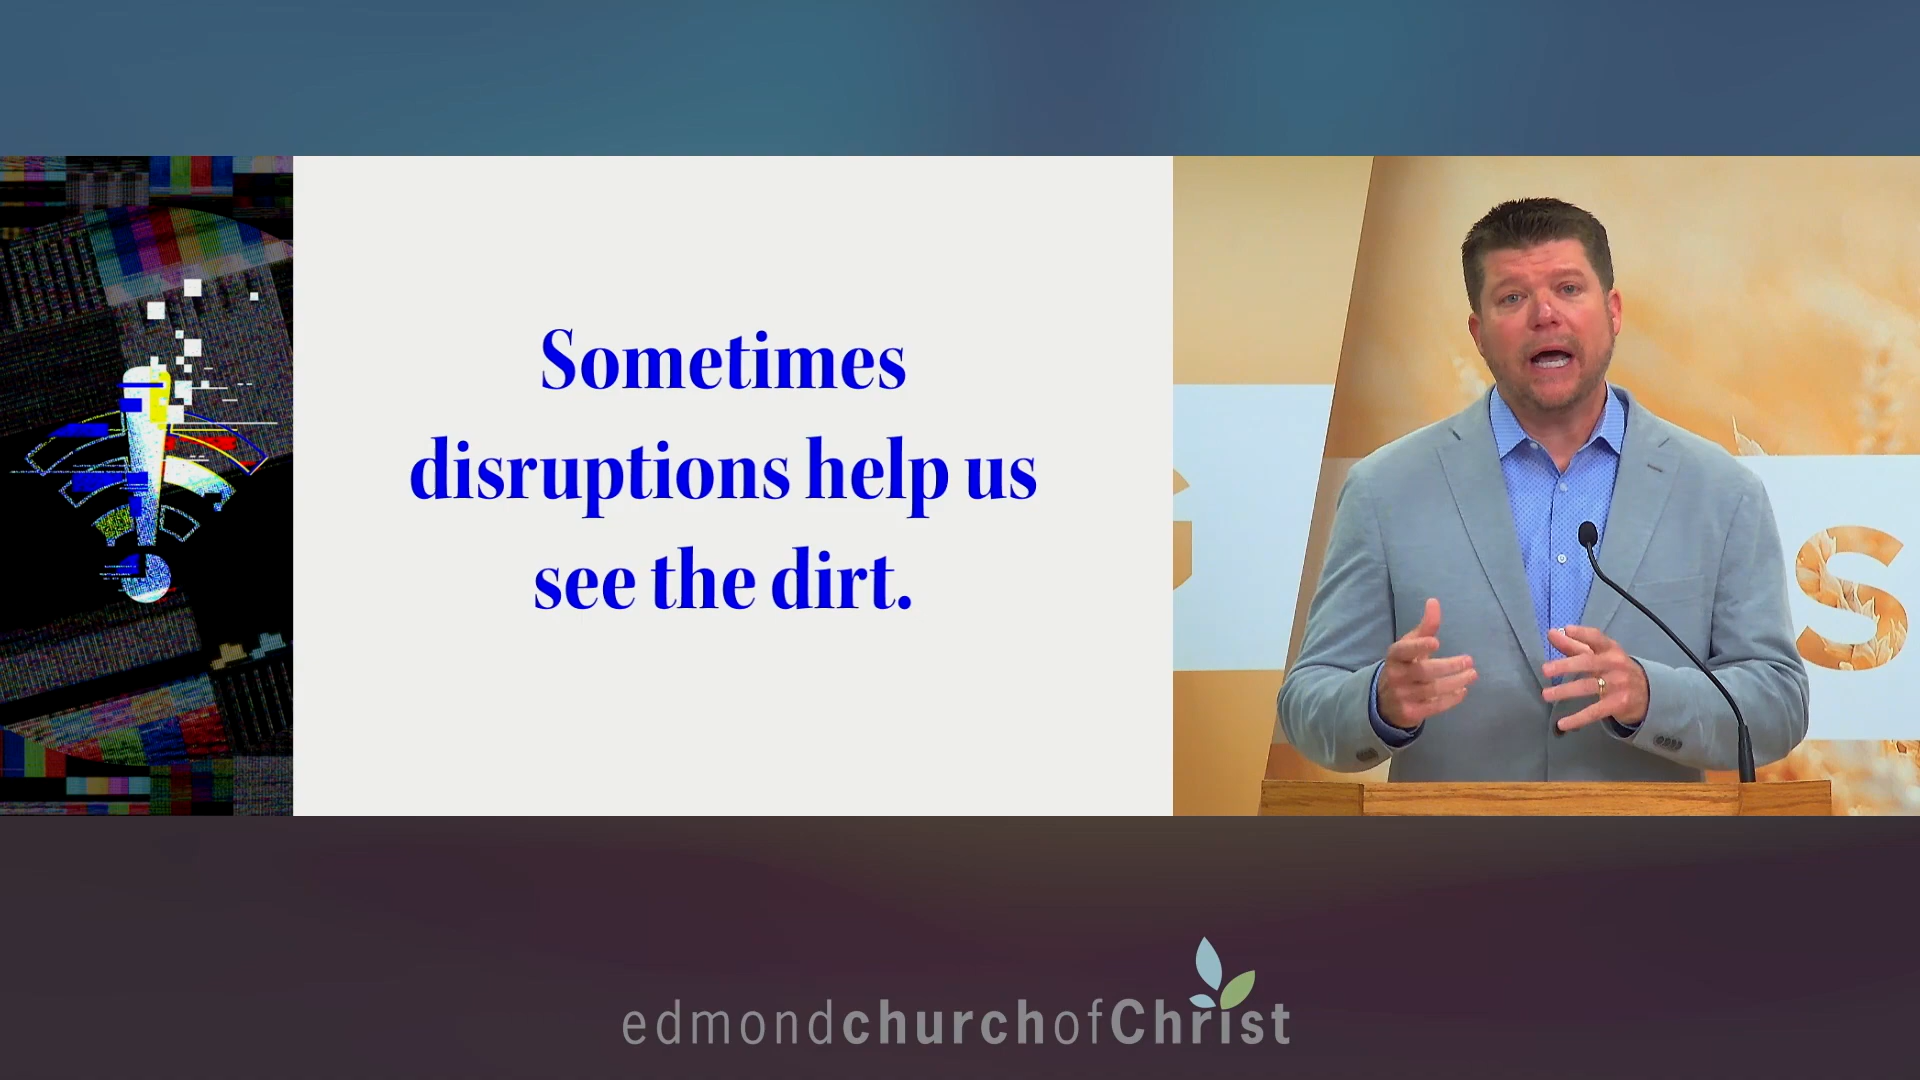 Sometimes
disruptions help us
see the dirt.
G
S
edmondchurchofChrist